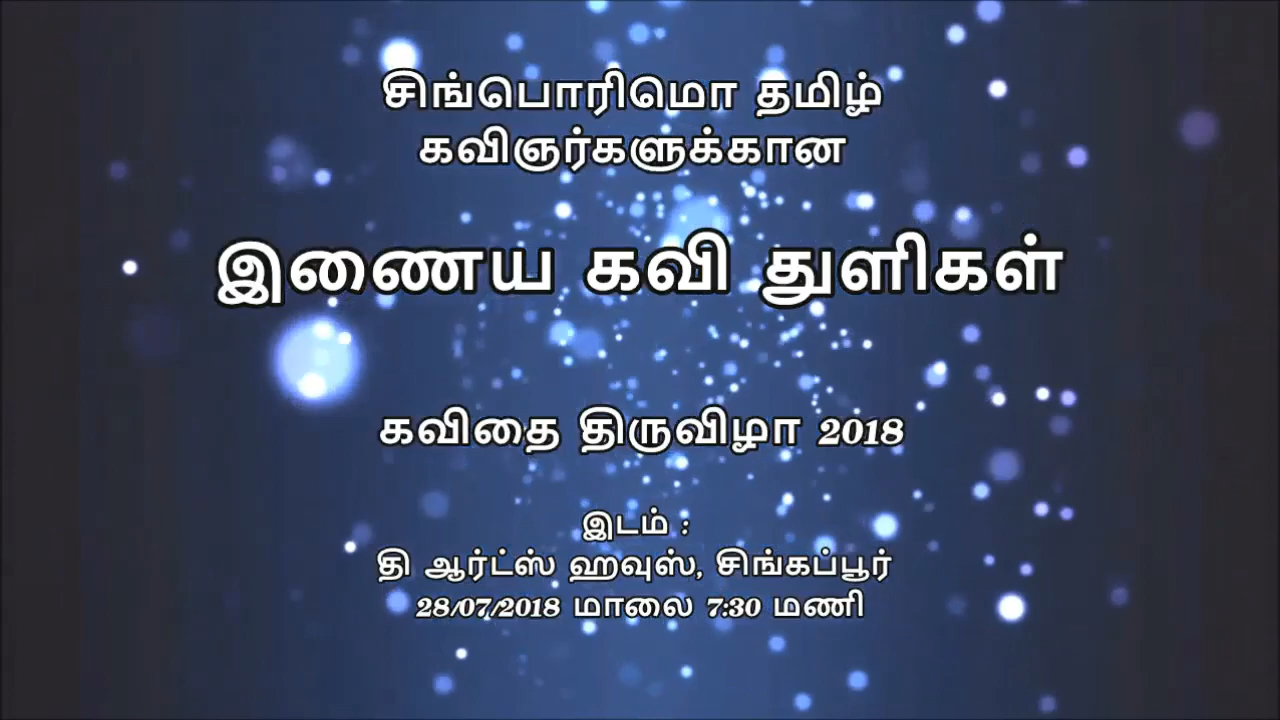 சிங்பொரிமொ தமிழ்
கவிஞர்களுக்கான
இணைய கவி துளிகள்
கவிதை திருவிழா 2018
இடம் :
தி ஆர்ட்ஸ் ஹவுஸ், சிங்கப்பூர்
28/07/2018 மாலை 7:30 மணி